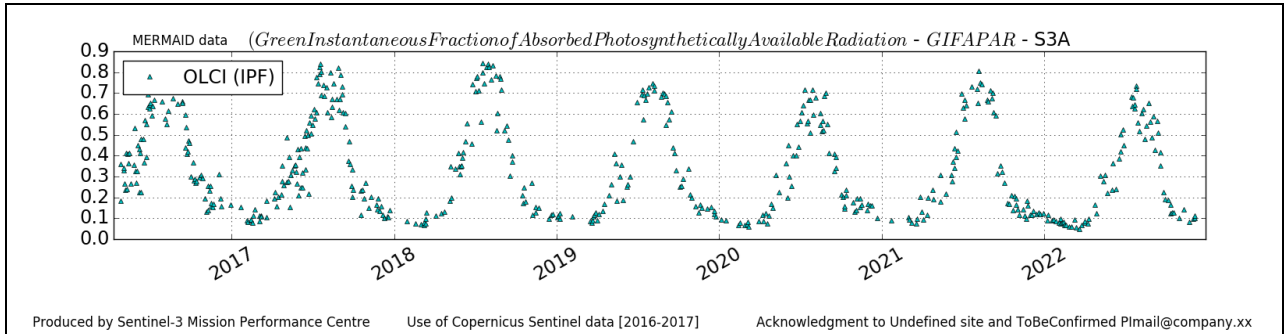 MERMAID data (GreenInstantaneousFractionofAbsorbedPhotosyntheticallyAvailableRadiation - GIFAPAR - S3A
0.9
0.8
0.7
0.6
0.5
0.4
0.3
0.2
0.1
0.0
OLCI (IPF)
2017 2018 2019 2020 2021 2022
Produced by Sentinel-3 Mission Performance Centre Use of Copernicus Sentinel data [2016-2017] Acknowledgment to Undefined site and ToBeConfirmed PImail@company.xx